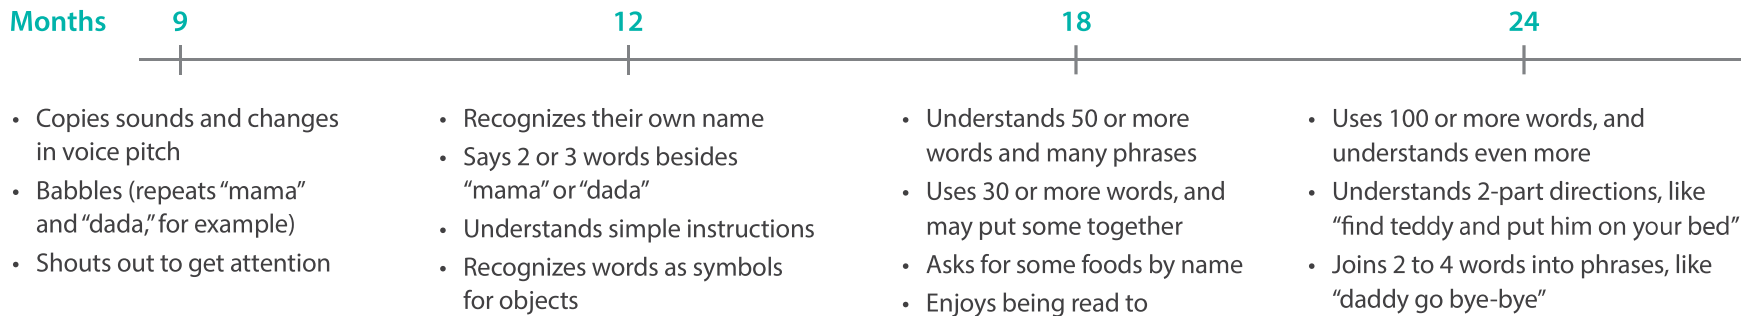 Months 9 12 18 24
• Copies sounds and changes
in voice pitch
• Babbles (repeats “mama”
and “dada,” for example)
• Shouts out to get attention
• Recognizes their own name
• Says 2 or 3 words besides
“mama” or “dada”
• Understands simple instructions
• Recognizes words as symbols
for objects
• Understands 50 or more
words and many phrases
• Uses 30 or more words, and
may put some together
• Asks for some foods by name
• Enjoys being read to
• Uses 100 or more words, and
understands even more
• Understands 2-part directions, like
“find teddy and put him on your bed”
• Joins 2 to 4 words into phrases, like
“daddy go bye-bye”